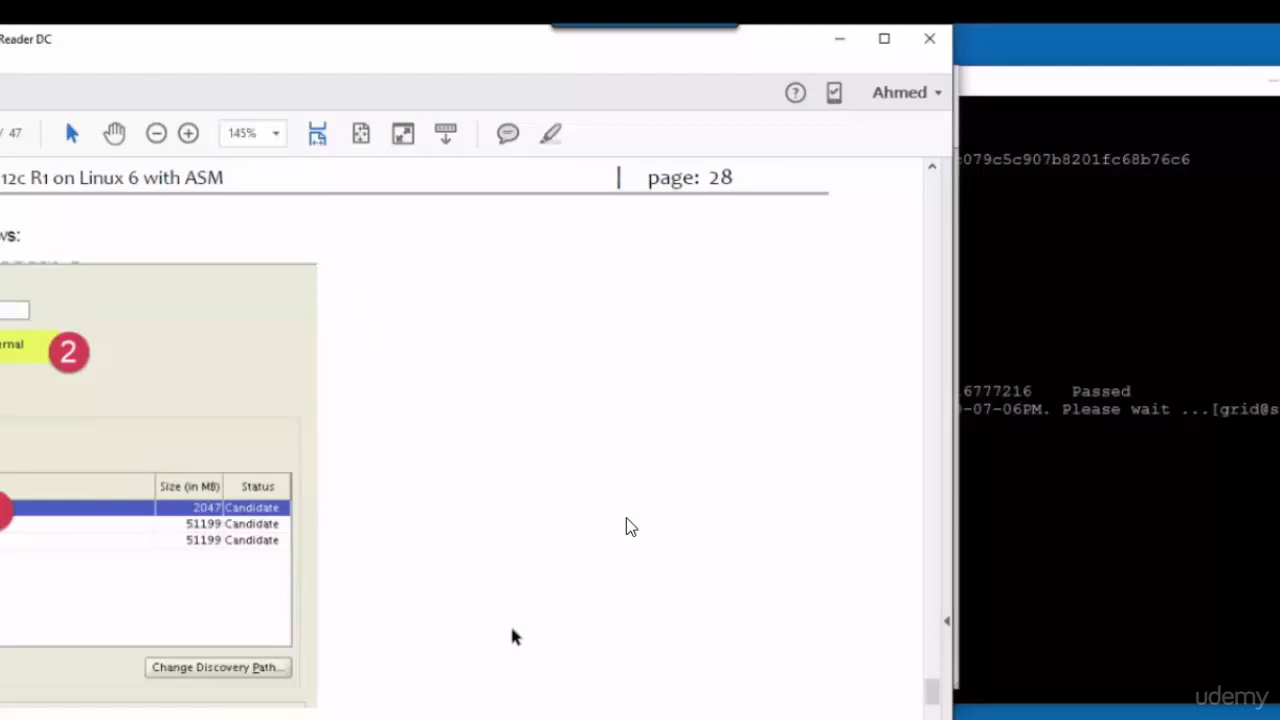 Reader DC
Ahmed
/ 47
145%
12c R1 on Linux 6 with ASM | page: 28
ws:
ernal
2
Size (in MB) Status
2047 Candidate
51199 Candidate
51199 Candidate
Change Discovery Path...
c079c5c907b8201fc68b76c6
6777216 Passed
-07-06PM. Please wait ...[grid@s
udemy